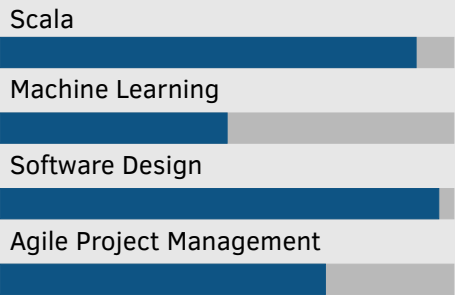 Scala
Machine Learning
Software Design
Agile Project Management